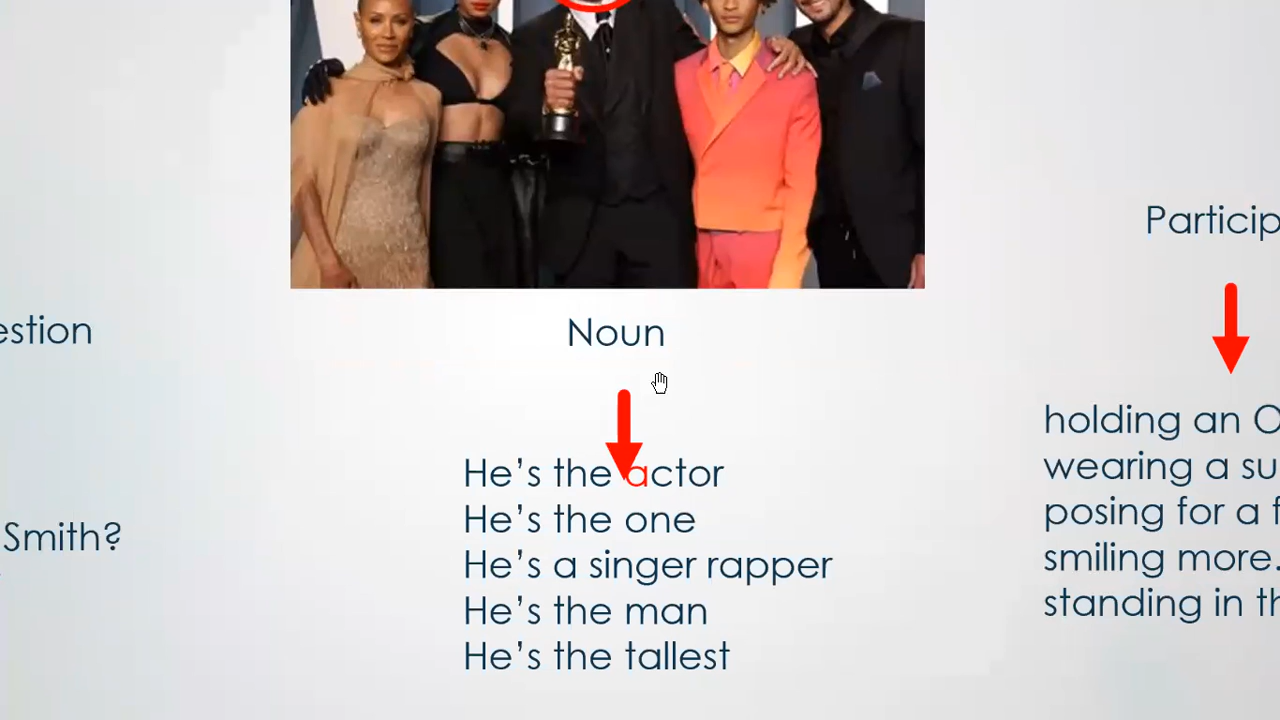 Particip
estion
Noun
He's the actor
He's the one
He's a singer rapper
He's the man
He's the tallest
Smith?
holding an O
wearing a su
posing for a f
smiling more.
standing in th